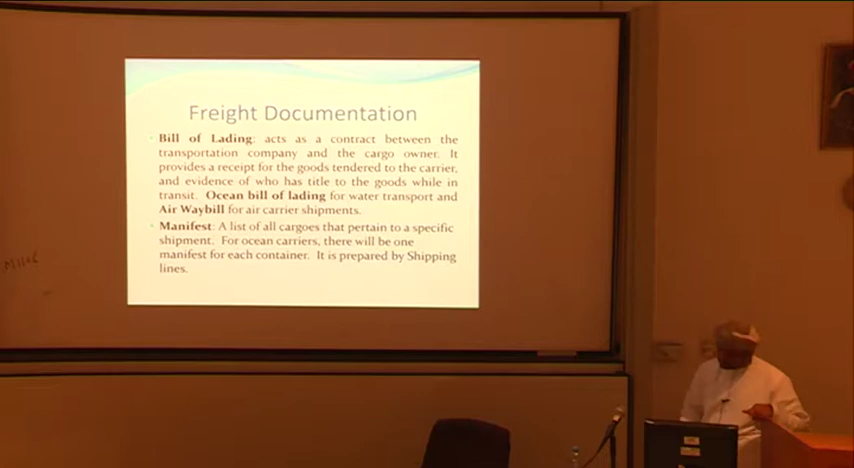 Freight Documentation
Bill of Lading: acts as a contract between the
transportation company and the cargo owner. It
provides a receipt for the goods tendered to the carrier,
and evidence of who has title to the goods while in
transit. Ocean bill of lading for water transport and
Air Waybill for air carrier shipments.
Manifest: A list of all cargoes that pertain to a specific
shipment. For ocean carriers, there will be one
manifest for each container. It is prepared by Shipping
lines.